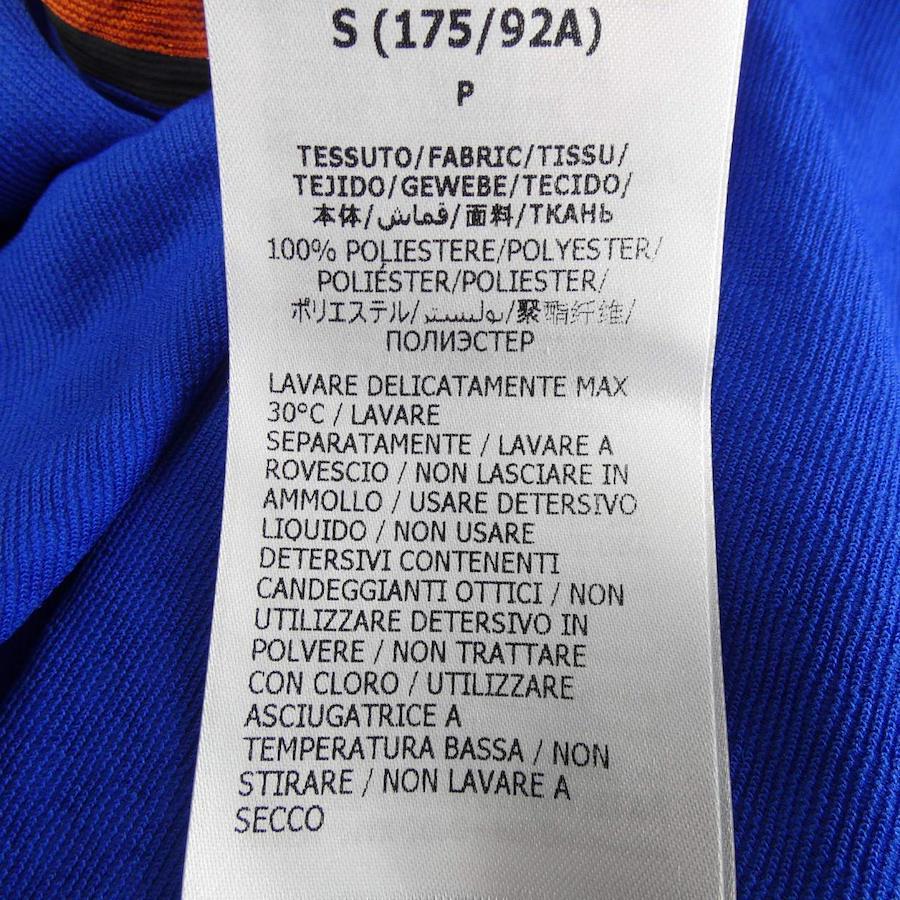 S (175/92A)
P
TESSUTO/FABRIC/TISSU/
TEJIDO/GEWEBE/TECIDO/
本体/قماش/面料/ТКАНЬ
100% POLIESTERE/POLYESTER/
POLIÉSTER/POLIESTER/
ポリエステル/بوليستر/聚酯纤维/
ПОЛИЭСТЕР
LAVARE DELICATAMENTE MAX
30°C / LAVARE
SEPARATAMENTE / LAVARE A
ROVESCIO / NON LASCIARE IN
AMMOLLO / USARE DETERSIVO
LIQUIDO / NON USARE
DETERSIVI CONTENENTI
CANDEGGIANTI OTTICI / NON
UTILIZZARE DETERSIVO IN
POLVERE / NON TRATTARE
CON CLORO / UTILIZZARE
ASCIUGATRICE A
TEMPERATURA BASSA / NON
STIRARE / NON LAVARE A
SECCO